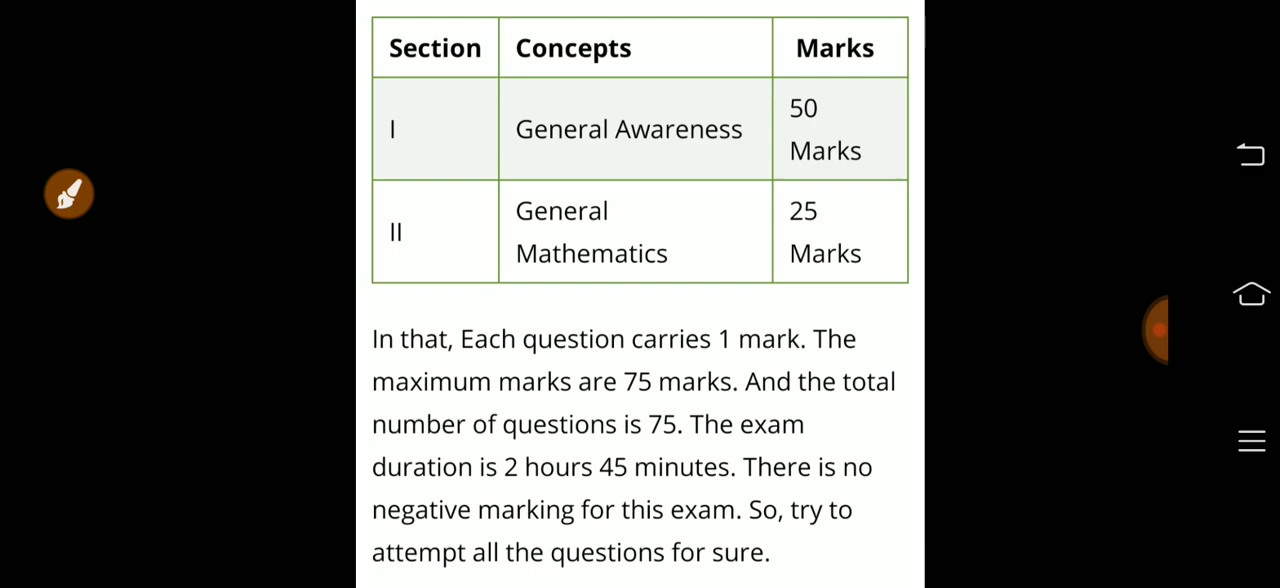 Section Concepts Marks
I General Awareness 50 Marks
II General Mathematics 25 Marks
In that, Each question carries 1 mark. The
maximum marks are 75 marks. And the total
number of questions is 75. The exam
duration is 2 hours 45 minutes. There is no
negative marking for this exam. So, try to
attempt all the questions for sure.